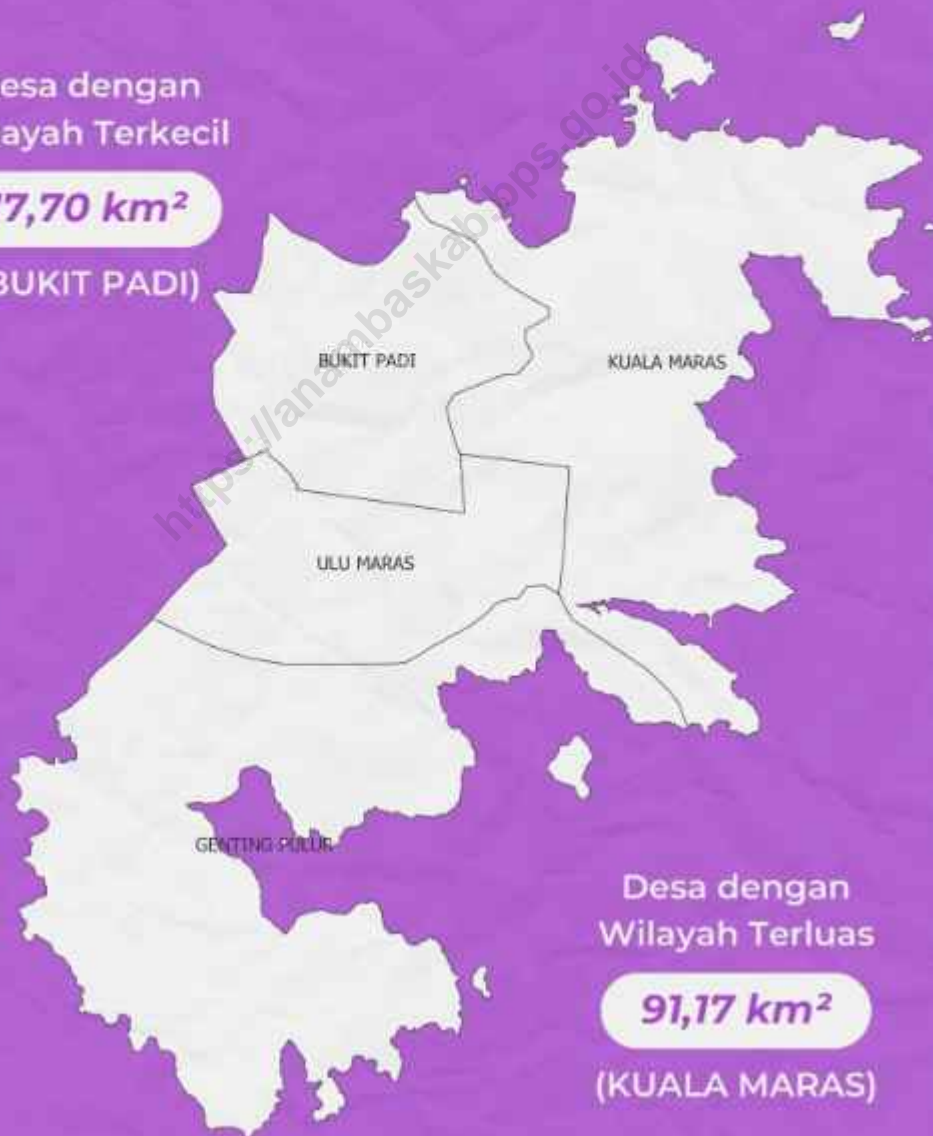 esa dengan
ayah Terkecil
7,70 km²
BUKIT PADI)
https://anambaskab.bps.go.id
BUKIT PADI
KUALA MARAS
ULU MARAS
GENTING PULUR
Desa dengan
Wilayah Terluas
91,17 km²
(KUALA MARAS)